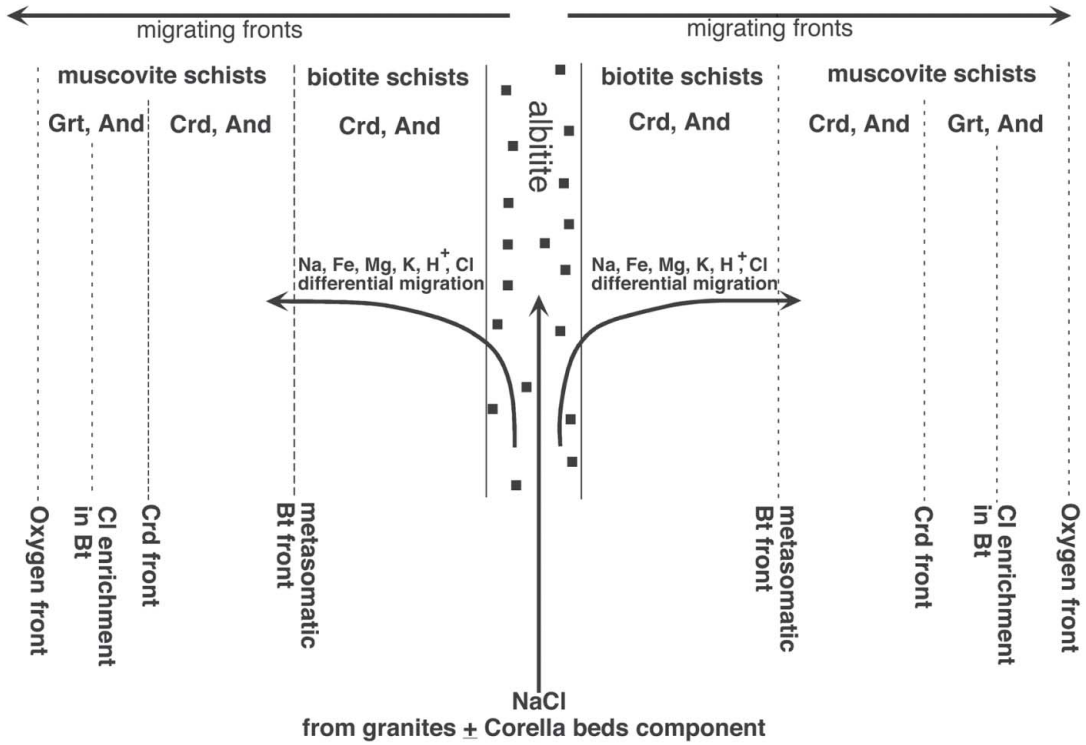 migrating fronts
migrating fronts
muscovite schists
biotite schists
biotite schists
muscovite schists
Grt, And
Crd, And
Crd, And
albitite
Crd, And
Crd, And
Grt, And
Na, Fe, Mg, K, H+, Cl
differential migration
Na, Fe, Mg, K, H+, Cl
differential migration
Oxygen front
Cl enrichment
in Bt
Crd front
metasomatic
Bt front
metasomatic
Bt front
Crd front
Cl enrichment
in Bt
Oxygen front
NaCl
from granites ± Corella beds component